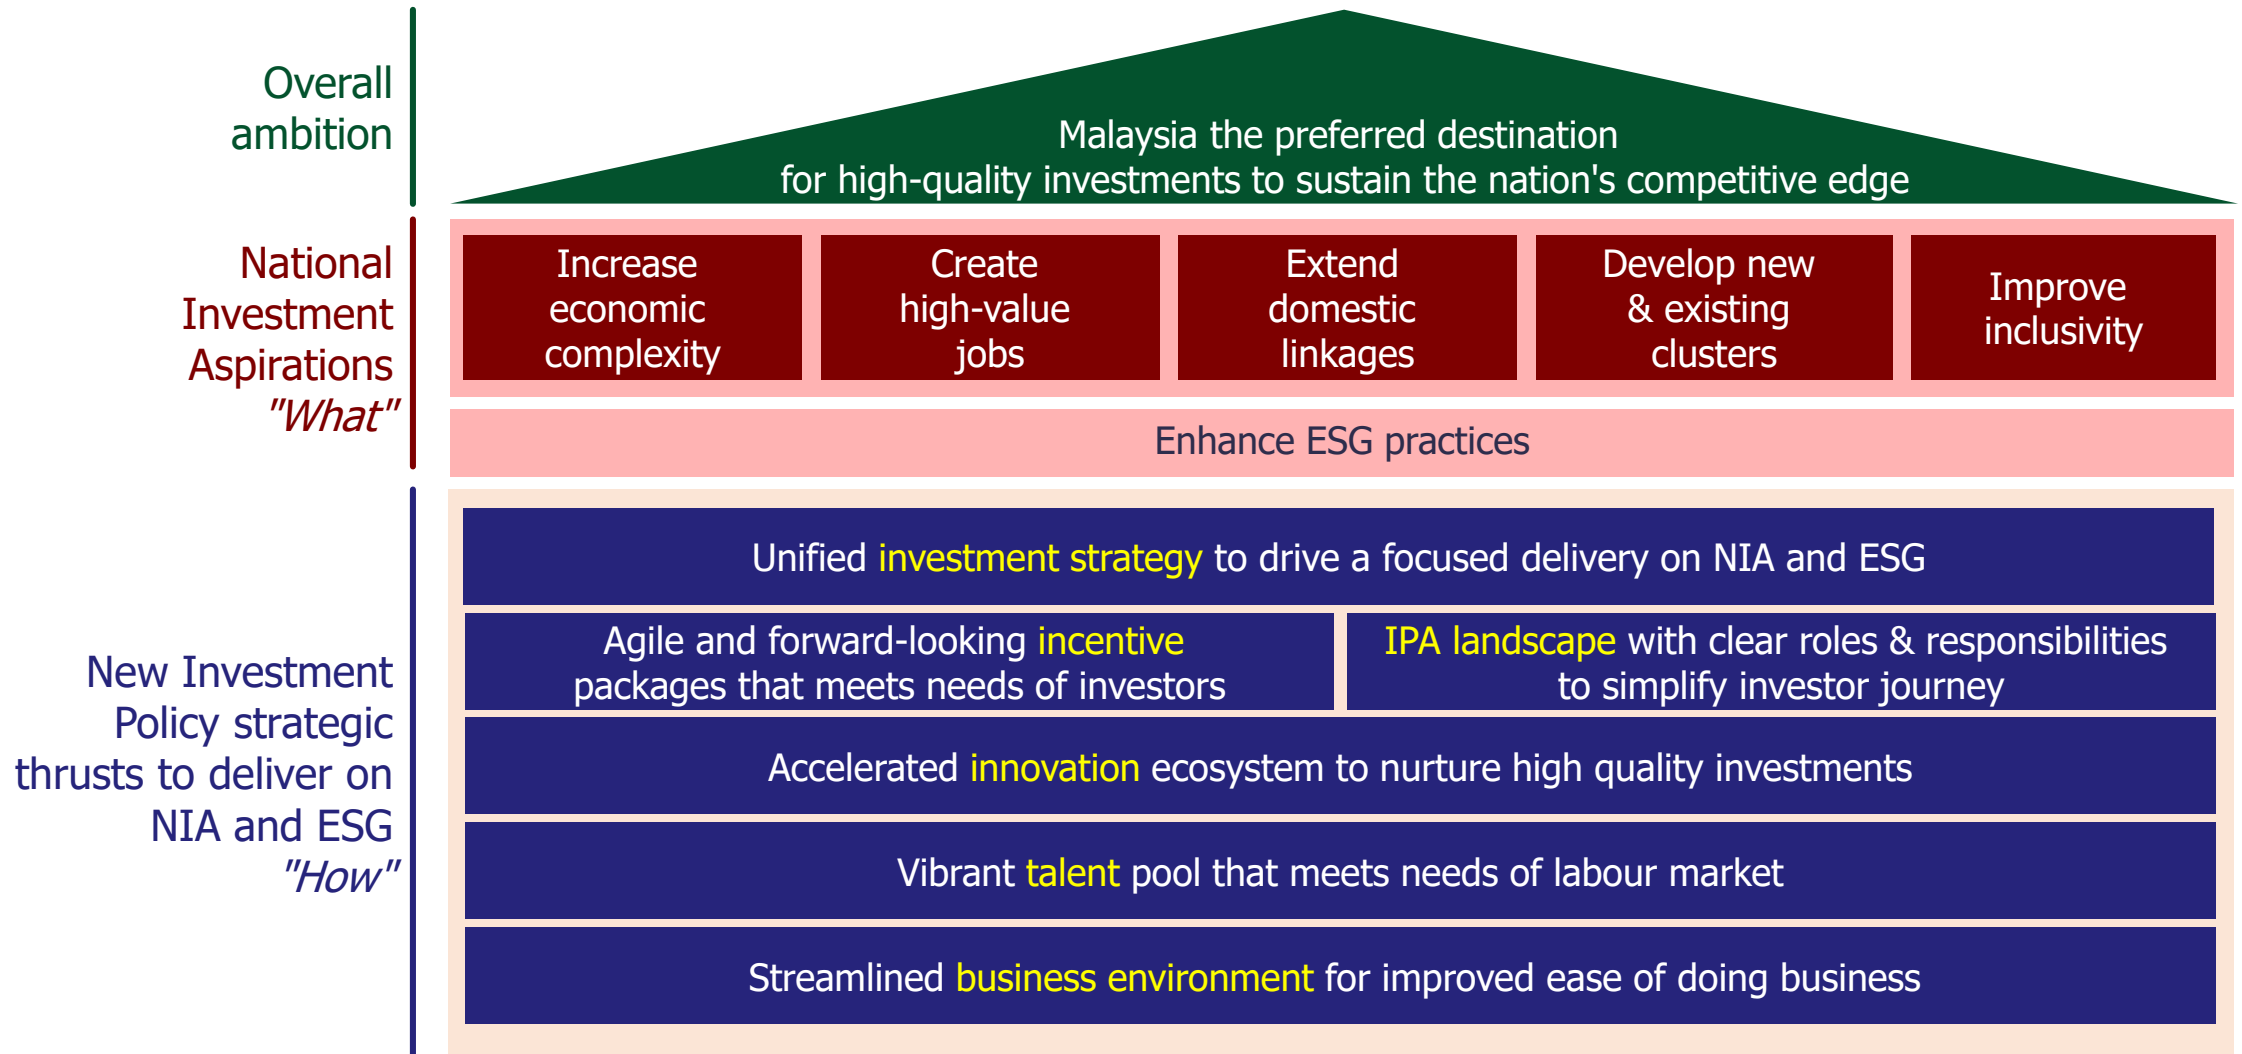 Overall
ambition
Malaysia the preferred destination
for high-quality investments to sustain the nation's competitive edge
National
Investment
Aspirations
"What"
Increase
economic
complexity
Create
high-value
jobs
Extend
domestic
linkages
Develop new
& existing
clusters
Improve
inclusivity
Enhance ESG practices
New Investment
Policy strategic
thrusts to deliver on
NIA and ESG
"How"
Unified investment strategy to drive a focused delivery on NIA and ESG
Agile and forward-looking incentive
packages that meets needs of investors
IPA landscape with clear roles & responsibilities
to simplify investor journey
Accelerated innovation ecosystem to nurture high quality investments
Vibrant talent pool that meets needs of labour market
Streamlined business environment for improved ease of doing business